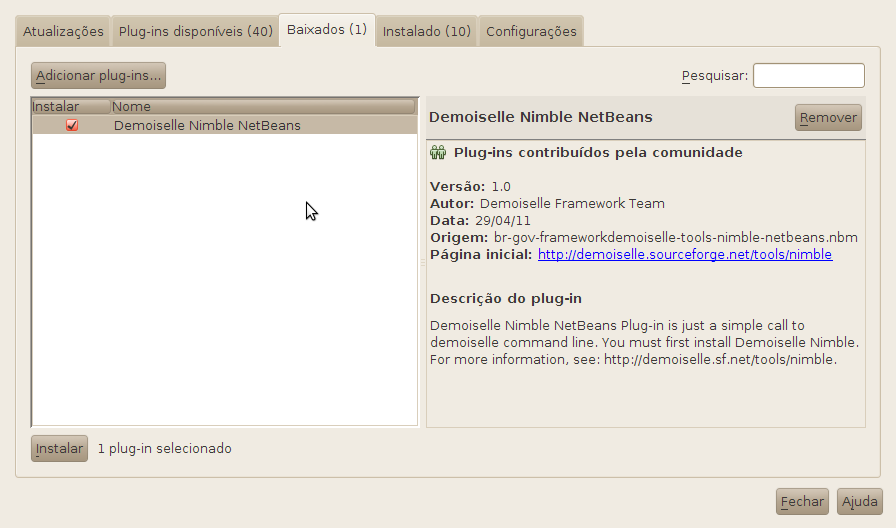 Atualizações
Plug-ins disponíveis (40)
Baixados (1)
Instalado (10)
Configurações
Adicionar plug-ins...
Pesquisar:
Instalar
Nome
Demoiselle Nimble NetBeans
Demoiselle Nimble NetBeans
Remover
Plug-ins contribuídos pela comunidade
Versão: 1.0
Autor: Demoiselle Framework Team
Data: 29/04/11
Origem: br-gov-frameworkdemoiselle-tools-nimble-netbeans.nbm
Página inicial: http://demoiselle.sourceforge.net/tools/nimble
Descrição do plug-in
Demoiselle Nimble NetBeans Plug-in is just a simple call to
demoiselle command line. You must first install Demoiselle Nimble.
For more information, see: http://demoiselle.sf.net/tools/nimble.
Instalar
1 plug-in selecionado
Fechar
Ajuda